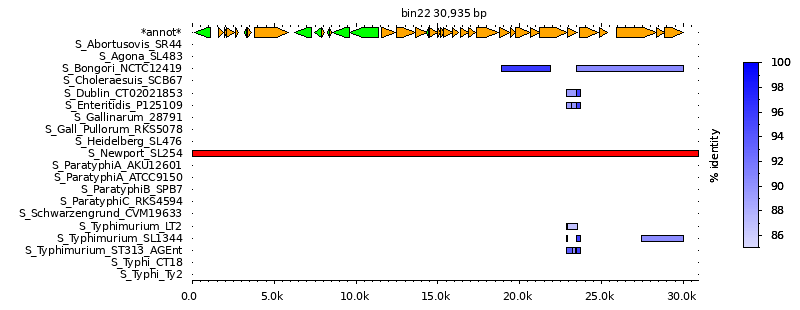 bin22 30,935 bp
*annot*
S_Abortusovis_SR44
S_Agona_SL483
S_Bongori_NCTC12419
S_Choleraesuis_SCB67
S_Dublin_CT02021853
S_Enteritidis_P125109
S_Gallinarum_28791
S_Gall_Pullorum_RKS5078
S_Heidelberg_SL476
S_Newport_SL254
S_ParatyphiA_AKU12601
S_ParatyphiA_ATCC9150
S_ParatyphiB_SPB7
S_ParatyphiC_RKS4594
S_Schwarzengrund_CVM19633
S_Typhimurium_LT2
S_Typhimurium_SL1344
S_Typhimurium_ST313_AGEnt
S_Typhi_CT18
S_Typhi_Ty2
0.0 5.0k 10.0k 15.0k 20.0k 25.0k 30.0k
% identity
100
98
96
94
92
90
88
86